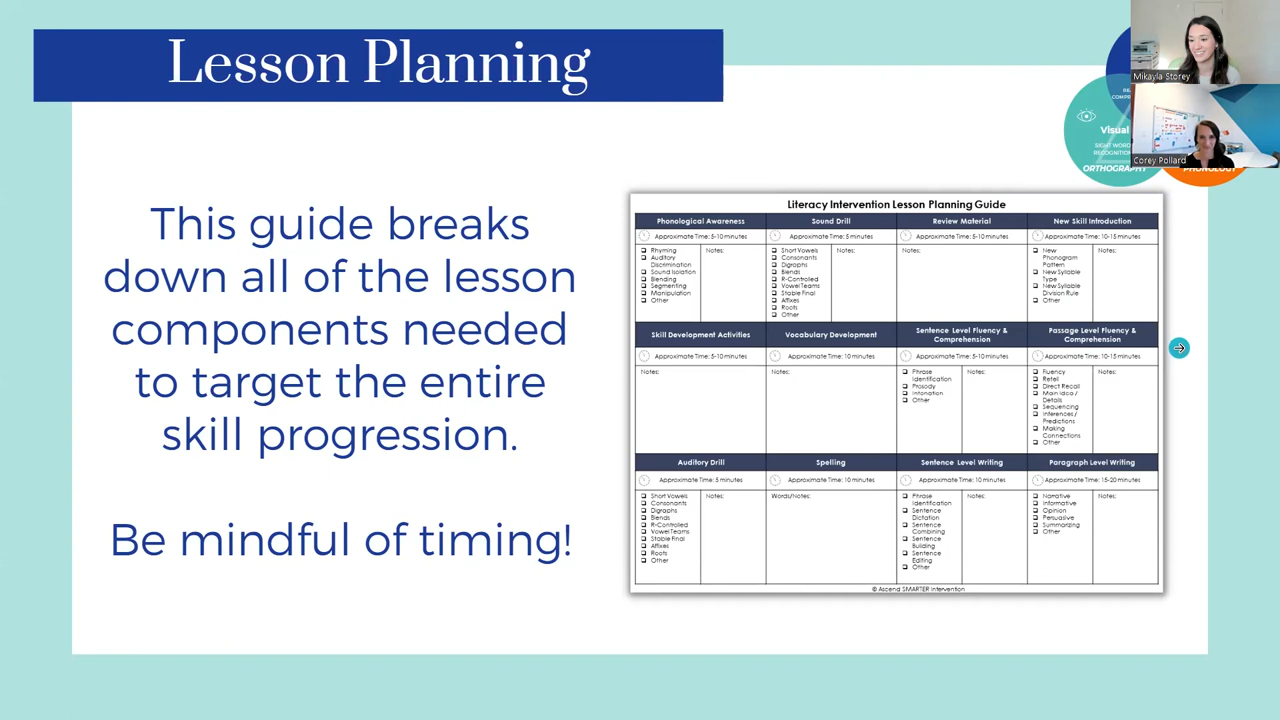 Lesson Planning
This guide breaks
down all of the lesson
components needed
to target the entire
skill progression.
Be mindful of timing!
Mikayla Storey
Corey Pollard
Visual
ORTHOGRAPHY
PHONOLOGY
Literacy Intervention Lesson Planning Guide
Phonological Awareness
Approximate Time: 5-10 minutes
Rhyming
Auditory
Discrimination
Sound Isolation
Blending
Segmenting
Manipulation
Other
Notes:
Sound Drill
Approximate Time: 5 minutes
Short Vowels
Consonants
Digraphs
Blends
R-Controlled
Vowel Teams
Stable Final
Affixes
Roots
Other
Notes:
Review Material
Approximate Time: 5-10 minutes
Notes:
New Skill Introduction
Approximate Time: 10-15 minutes
New
Phonogram
Pattern
New Syllable
Type
New Syllable
Division Rule
Other
Notes:
Skill Development Activities
Approximate Time: 5-10 minutes
Notes:
Vocabulary Development
Approximate Time: 10 minutes
Notes:
Sentence Level Fluency &
Comprehension
Approximate Time: 5-10 minutes
Phrase
Identification
Prosody
Intonation
Other
Notes:
Passage Level Fluency &
Comprehension
Approximate Time: 10-15 minutes
Fluency
Retell
Direct Recall
Main Idea /
Details
Sequencing
Inferences /
Predictions
Making
Connections
Other
Notes:
Auditory Drill
Approximate Time: 5 minutes
Short Vowels
Consonants
Digraphs
Blends
R-Controlled
Vowel Teams
Stable Final
Affixes
Roots
Other
Notes:
Spelling
Approximate Time: 10 minutes
Words/Notes:
Sentence Level Writing
Approximate Time: 10 minutes
Phrase
Identification
Sentence
Dictation
Sentence
Combining
Sentence
Building
Sentence
Editing
Other
Notes:
Paragraph Level Writing
Approximate Time: 15-20 minutes
Narrative
Informative
Opinion
Persuasive
Summarizing
Other
Notes:
© Ascend SMARTER Intervention